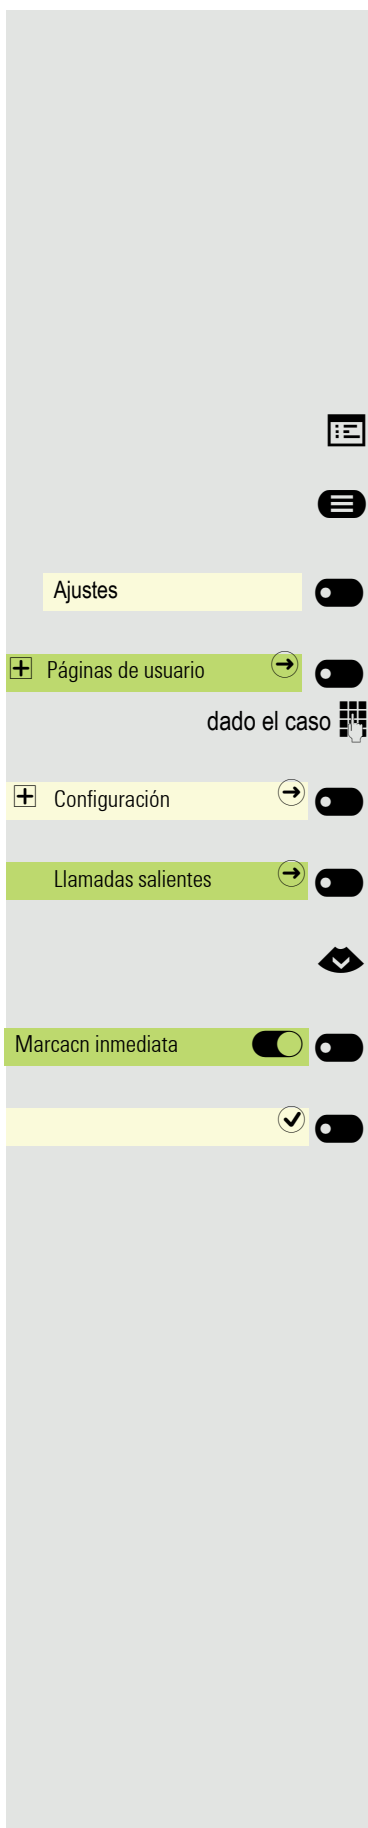 Ajustes
Páginas de usuario
dado el caso
Configuración
Llamadas salientes
Marcacn inmediata